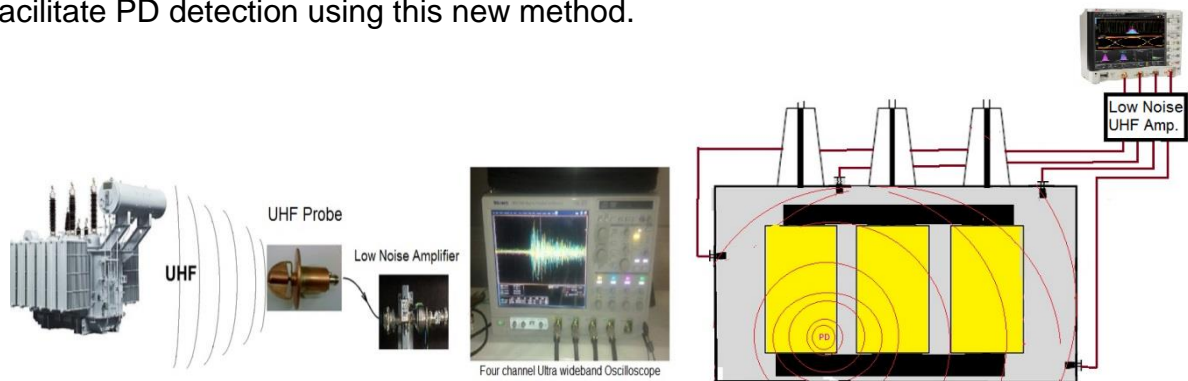 acilitate PD detection using this new method.
UHF
UHF Probe
Low Noise Amplifier
Four channel Ultra wideband Oscilloscope
Low Noise
UHF Amp.
PD